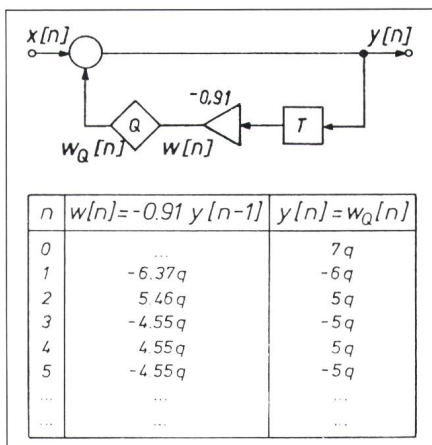 x[n] y[n]
-0,91
Q T
w_Q[n] w[n]
n w[n]=-0.91 y[n-1] y[n]=w_Q[n]
0 ... 7q
1 -6.37q -6q
2 5.46q 5q
3 -4.55q -5q
4 4.55q 5q
5 -4.55q -5q
... ... ...
... ... ...